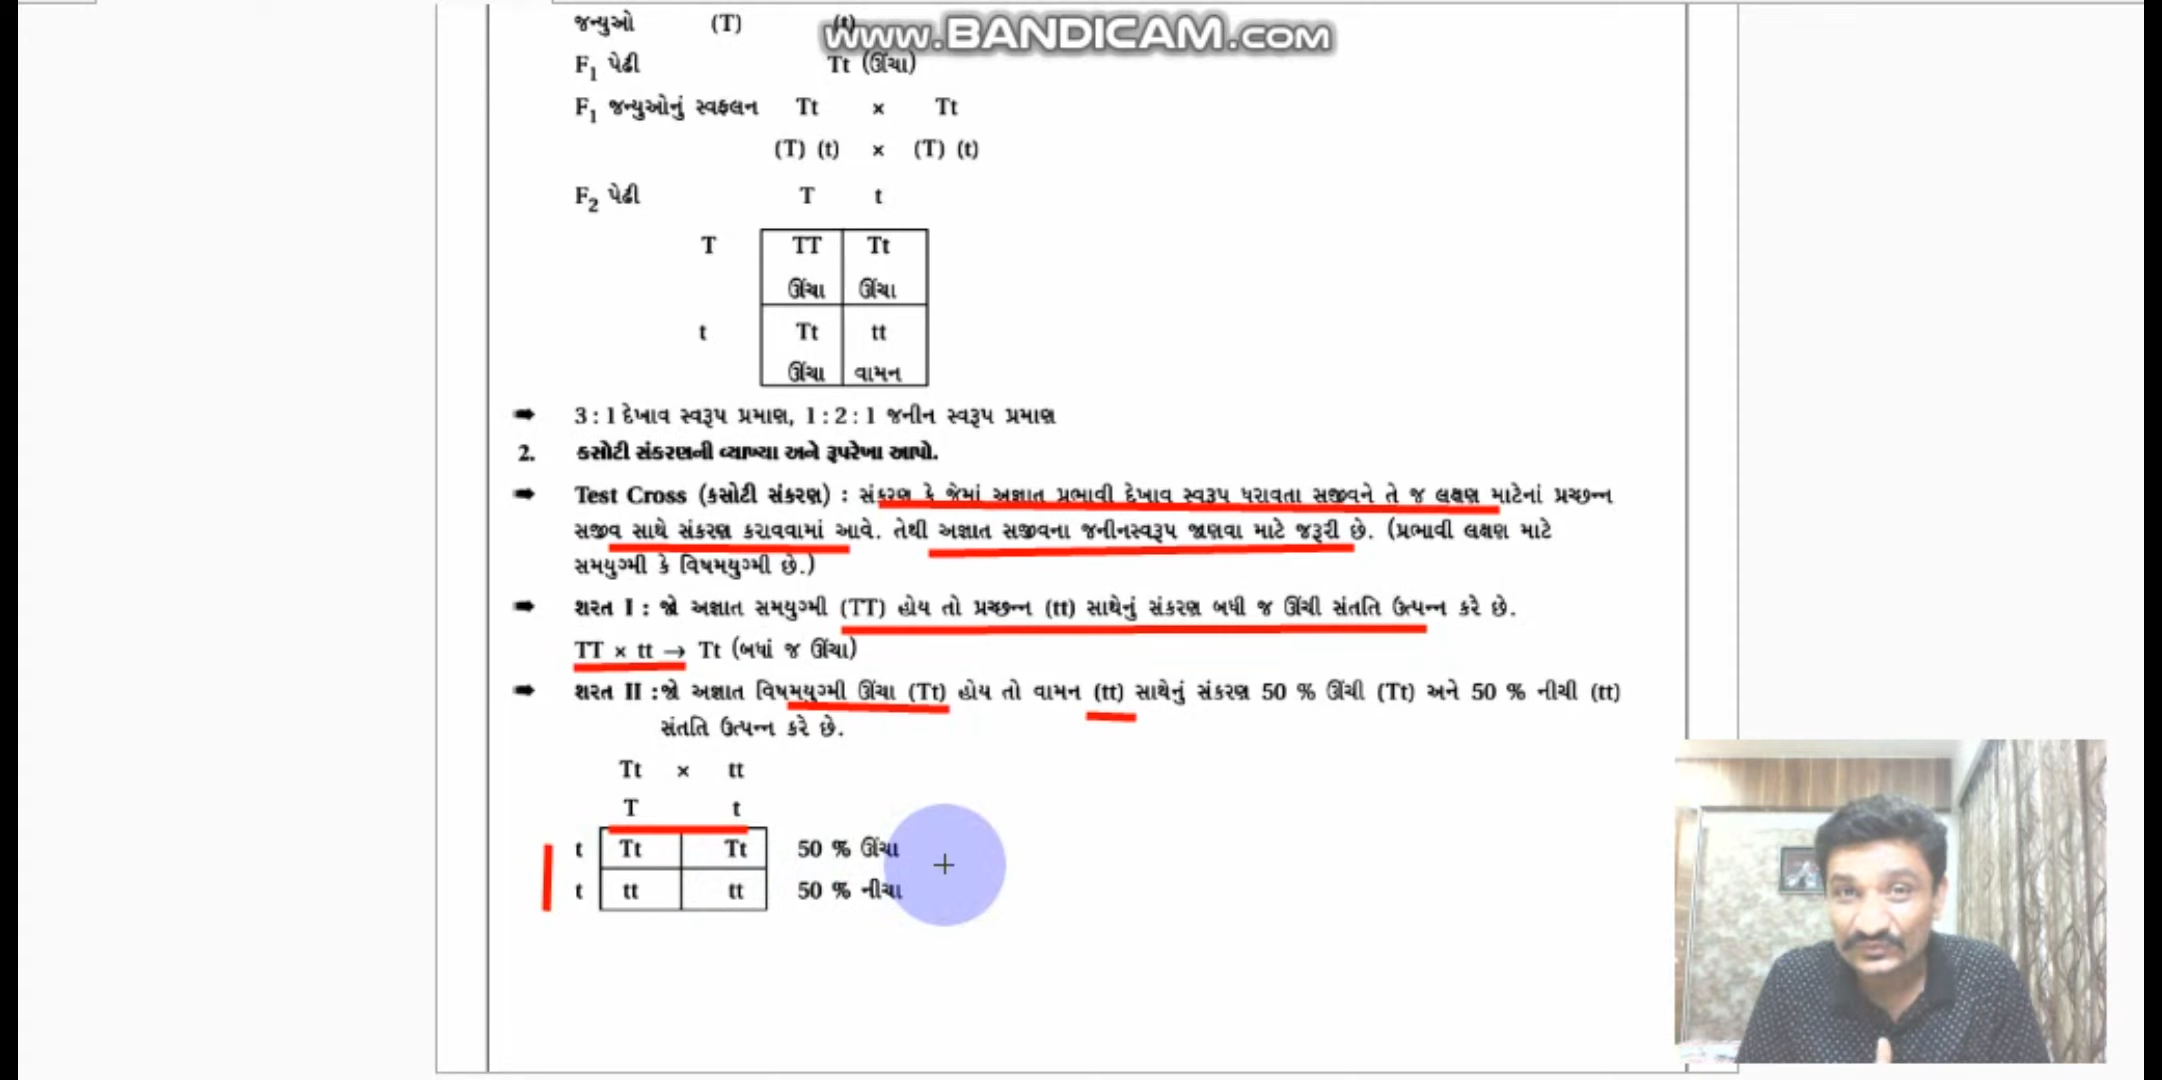 www.BANDICAM.com
જન્યુઓ (T) (t)
F₁ પેઢી Tt (ઊંચા)
F₁ જન્યુઓનું સ્વફલન Tt × Tt
(T) (t) × (T) (t)
F₂ પેઢી T t
T TT Tt
ઊંચા ઊંચા
t Tt tt
ઊંચા વામન
➡ 3 : 1 દેખાવ સ્વરૂપ પ્રમાણ, 1 : 2 : 1 જનીન સ્વરૂપ પ્રમાણ
2. કસોટી સંકરણની વ્યાખ્યા અને રૂપરેખા આપો.
➡ Test Cross (કસોટી સંકરણ) : સંકરણ કે જેમાં અજ્ઞાત પ્રભાવી દેખાવ સ્વરૂપ ધરાવતા સજીવને તે જ લક્ષણ માટેનાં પ્રચ્છન્ન
સજીવ સાથે સંકરણ કરાવવામાં આવે. તેથી અજ્ઞાત સજીવના જનીનસ્વરૂપ જાણવા માટે જરૂરી છે. (પ્રભાવી લક્ષણ માટે
સમયુગ્મી કે વિષમયુગ્મી છે.)
➡ શરત I : જો અજ્ઞાત સમયુગ્મી (TT) હોય તો પ્રચ્છન્ન (tt) સાથેનું સંકરણ બધી જ ઊંચી સંતતિ ઉત્પન્ન કરે છે.
TT × tt → Tt (બધાં જ ઊંચા)
➡ શરત II : જો અજ્ઞાત વિષમયુગ્મી ઊંચા (Tt) હોય તો વામન (tt) સાથેનું સંકરણ 50 % ઊંચી (Tt) અને 50 % નીચી (tt)
સંતતિ ઉત્પન્ન કરે છે.
Tt × tt
T t
t Tt Tt 50 % ઊંચા
t tt tt 50 % નીચા